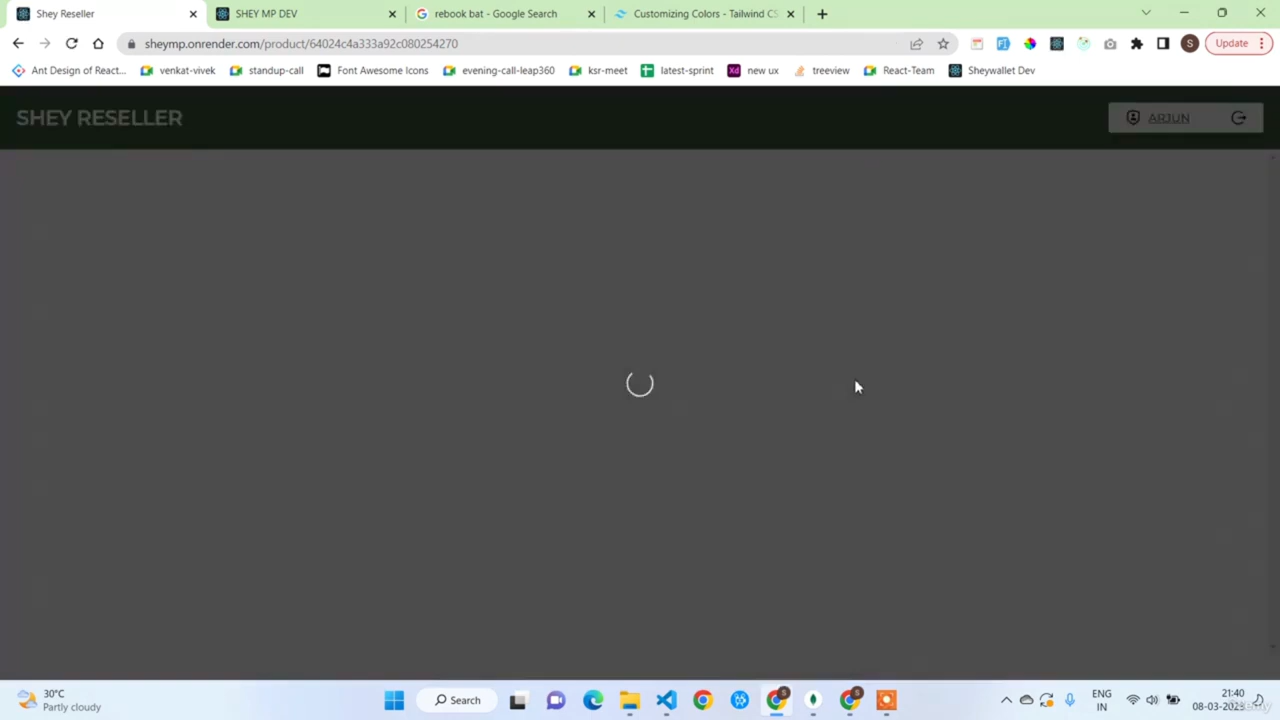 Shey Reseller
SHEY MP DEV
rebook bat - Google Search
Customizing Colors - Tailwind CS
sheymp.onrender.com/product/64024c4a333a92c080254270
S
Update
Ant Design of React...
venkat-vivek
standup-call
Font Awesome Icons
evening-call-leap360
ksr-meet
latest-sprint
Xd
new ux
treeview
React-Team
Sheywallet Dev
SHEY RESELLER
ARJUN
30°C
Partly cloudy
Search
ENG
IN
21:40
08-03-2023